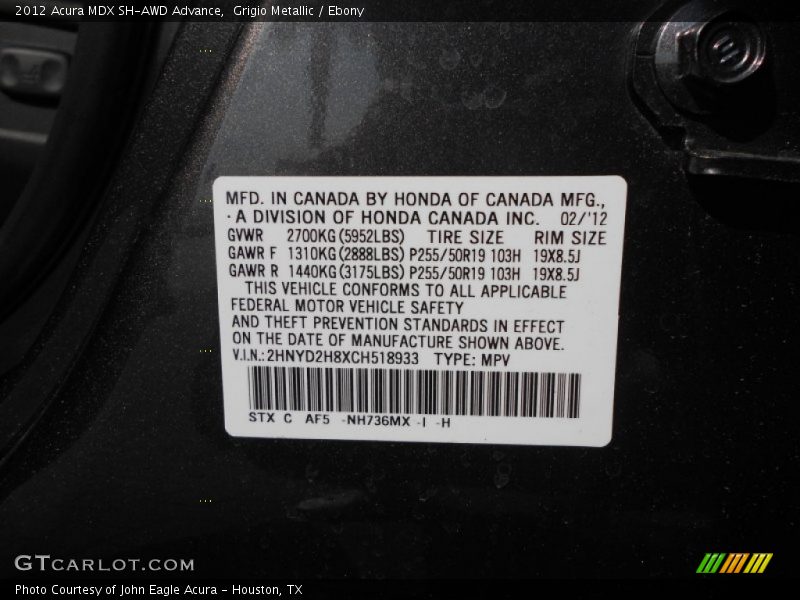 2012 Acura MDX SH-AWD Advance,  Grigio Metallic / Ebony
MFD. IN CANADA BY HONDA OF CANADA MFG.,
· A DIVISION OF HONDA CANADA INC.   02/'12
GVWR   2700KG(5952LBS)   TIRE SIZE   RIM SIZE
GAWR F  1310KG(2888LBS) P255/50R19 103H  19X8.5J
GAWR R  1440KG(3175LBS) P255/50R19 103H  19X8.5J
THIS VEHICLE CONFORMS TO ALL APPLICABLE
FEDERAL MOTOR VEHICLE SAFETY
AND THEFT PREVENTION STANDARDS IN EFFECT
ON THE DATE OF MANUFACTURE SHOWN ABOVE.
V.I.N.: 2HNYD2H8XCH518933   TYPE: MPV
STX  C   AF5   -NH736MX  -I  -H
GTCARLOT.COM
Photo Courtesy of John Eagle Acura - Houston, TX